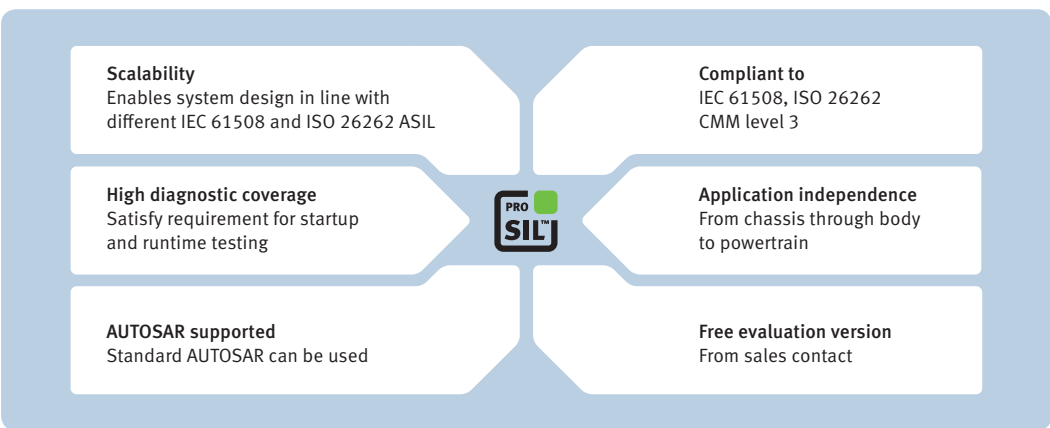 Scalability
Enables system design in line with
different IEC 61508 and ISO 26262 ASIL
Compliant to
IEC 61508, ISO 26262
CMM level 3
High diagnostic coverage
Satisfy requirement for startup
and runtime testing
PRO
SIL™
Application independence
From chassis through body
to powertrain
AUTOSAR supported
Standard AUTOSAR can be used
Free evaluation version
From sales contact